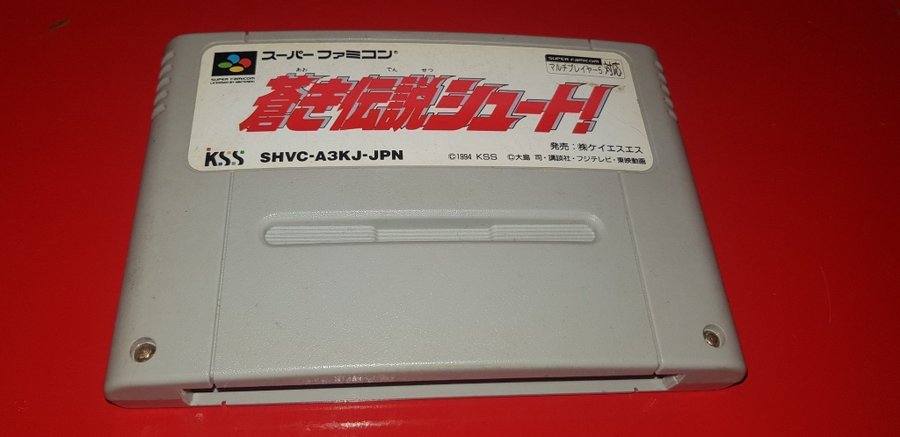 スーパーファミコン®
SUPER FAMICOM
LICENSED BY NINTENDO
SUPER FAMICOM
マルチプレイヤー5 対応
あお でん せつ
蒼き伝説シュート!
発売:㈱ケイエスエス
KSS SHVC-A3KJ-JPN
©1994 KSS ©大島 司・講談社・フジテレビ・東映動画